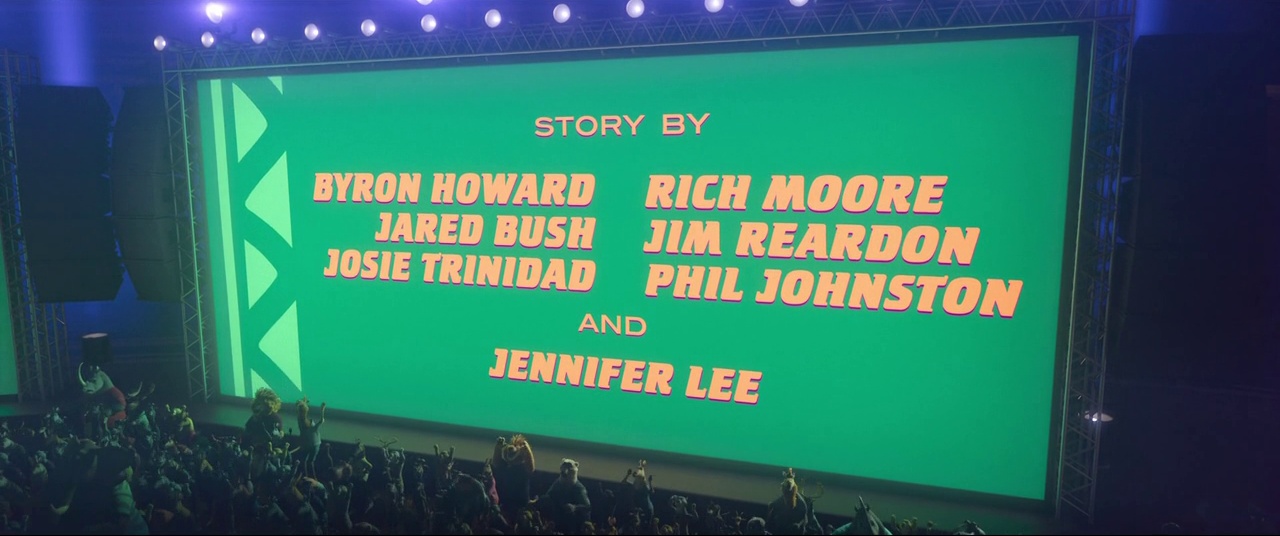 STORY BY
BYRON HOWARD
JARED BUSH
JOSIE TRINIDAD
RICH MOORE
JIM REARDON
PHIL JOHNSTON
AND
JENNIFER LEE